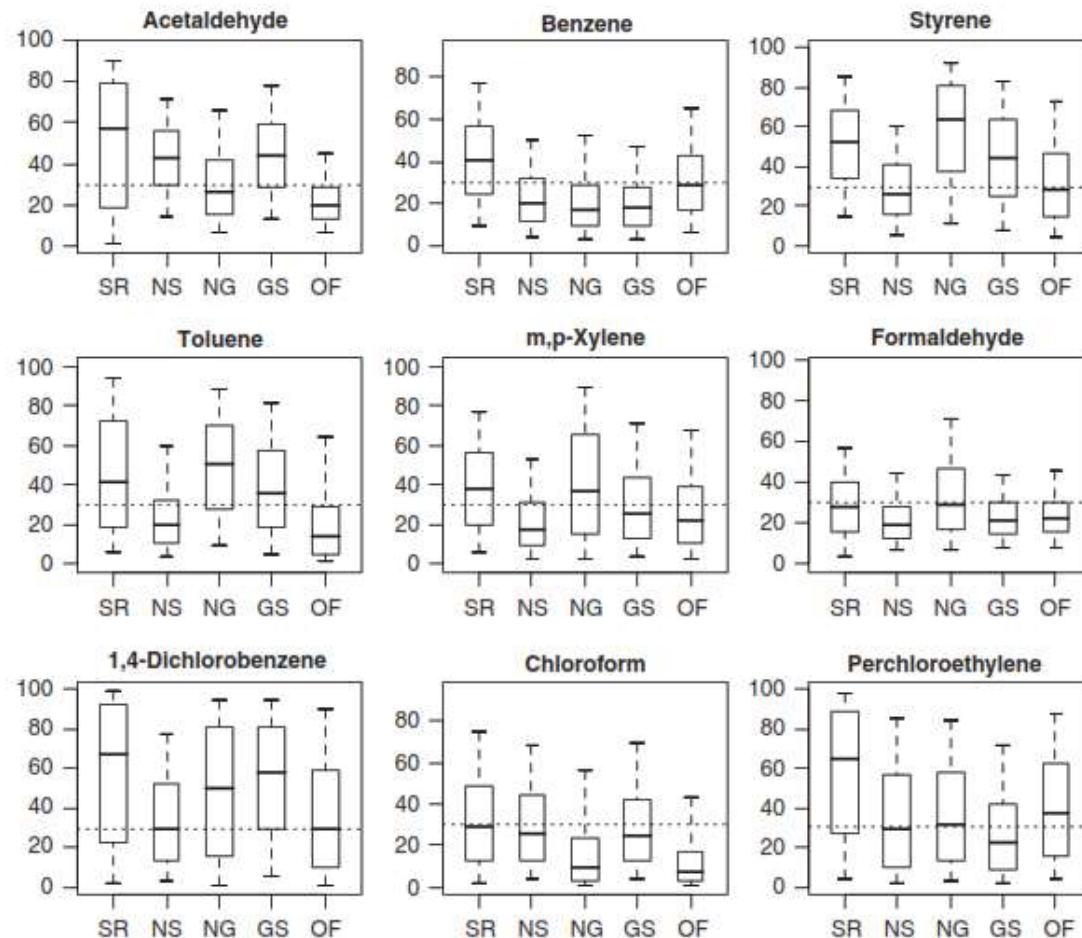 Acetaldehyde
100
80
60
40
20
0
SR NS NG GS OF
Benzene
80
60
40
20
0
SR NS NG GS OF
Styrene
100
80
60
40
20
0
SR NS NG GS OF
Toluene
100
80
60
40
20
0
SR NS NG GS OF
m,p-Xylene
100
80
60
40
20
0
SR NS NG GS OF
Formaldehyde
100
80
60
40
20
0
SR NS NG GS OF
1,4-Dichlorobenzene
100
80
60
40
20
0
SR NS NG GS OF
Chloroform
80
60
40
20
0
SR NS NG GS OF
Perchloroethylene
100
80
60
40
20
0
SR NS NG GS OF